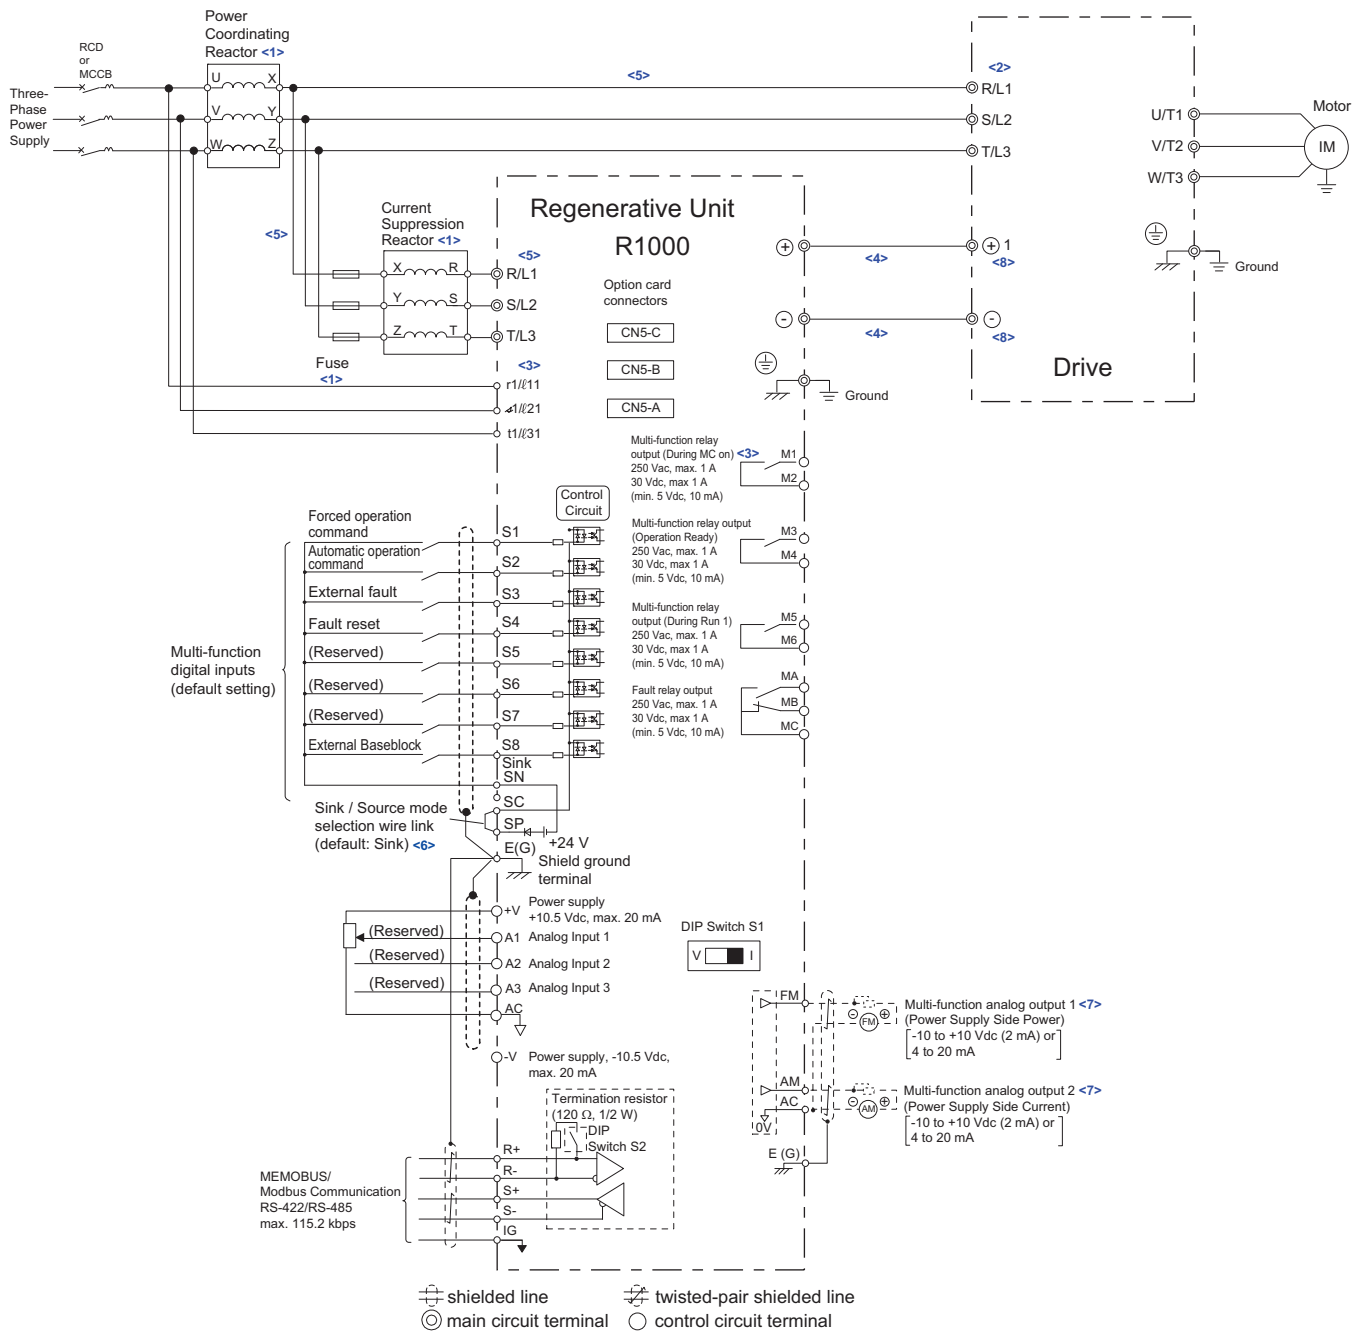 Power
Coordinating
Reactor <1>
RCD
or
MCCB
Three-
Phase
Power
Supply
U X
V Y
W Z
<5>
<2>
R/L1
S/L2
T/L3
U/T1
V/T2
W/T3
Motor
IM
Regenerative Unit
R1000
Current
Suppression
Reactor <1>
<5>
<5>
X R
Y S
Z T
R/L1
S/L2
T/L3
Fuse
<1>
<3>
r1/ℓ11
1/ℓ21
t1/ℓ31
Option card
connectors
CN5-C
CN5-B
CN5-A
+
<4>
+ 1
<8>
-
<4>
-
<8>
Ground
Drive
Ground
Multi-function relay
output (During MC on) <3>
250 Vac, max. 1 A
30 Vdc, max 1 A
(min. 5 Vdc, 10 mA)
M1
M2
Multi-function relay output
(Operation Ready)
250 Vac, max. 1 A
30 Vdc, max 1 A
(min. 5 Vdc, 10 mA)
M3
M4
Multi-function relay
output (During Run 1)
250 Vac, max. 1 A
30 Vdc, max 1 A
(min. 5 Vdc, 10 mA)
M5
M6
Fault relay output
250 Vac, max. 1 A
30 Vdc, max 1 A
(min. 5 Vdc, 10 mA)
MA
MB
MC
Control
Circuit
Multi-function
digital inputs
(default setting)
Forced operation
command
S1
Automatic operation
command
S2
External fault
S3
Fault reset
S4
(Reserved)
S5
(Reserved)
S6
(Reserved)
S7
External Baseblock
S8
Sink
SN
SC
SP
+24 V
Sink / Source mode
selection wire link
(default: Sink) <6>
E(G)
Shield ground
terminal
+V Power supply
+10.5 Vdc, max. 20 mA
(Reserved)
A1 Analog Input 1
(Reserved)
A2 Analog Input 2
(Reserved)
A3 Analog Input 3
AC
-V Power supply, -10.5 Vdc,
max. 20 mA
DIP Switch S1
V I
FM
FM
Multi-function analog output 1 <7>
(Power Supply Side Power)
-10 to +10 Vdc (2 mA) or
4 to 20 mA
AM
AC
0V
AM
Multi-function analog output 2 <7>
(Power Supply Side Current)
-10 to +10 Vdc (2 mA) or
4 to 20 mA
E (G)
Termination resistor
(120 Ω, 1/2 W)
DIP
Switch S2
MEMOBUS/
Modbus Communication
RS-422/RS-485
max. 115.2 kbps
R+
R-
S+
S-
IG
shielded line
twisted-pair shielded line
main circuit terminal
control circuit terminal